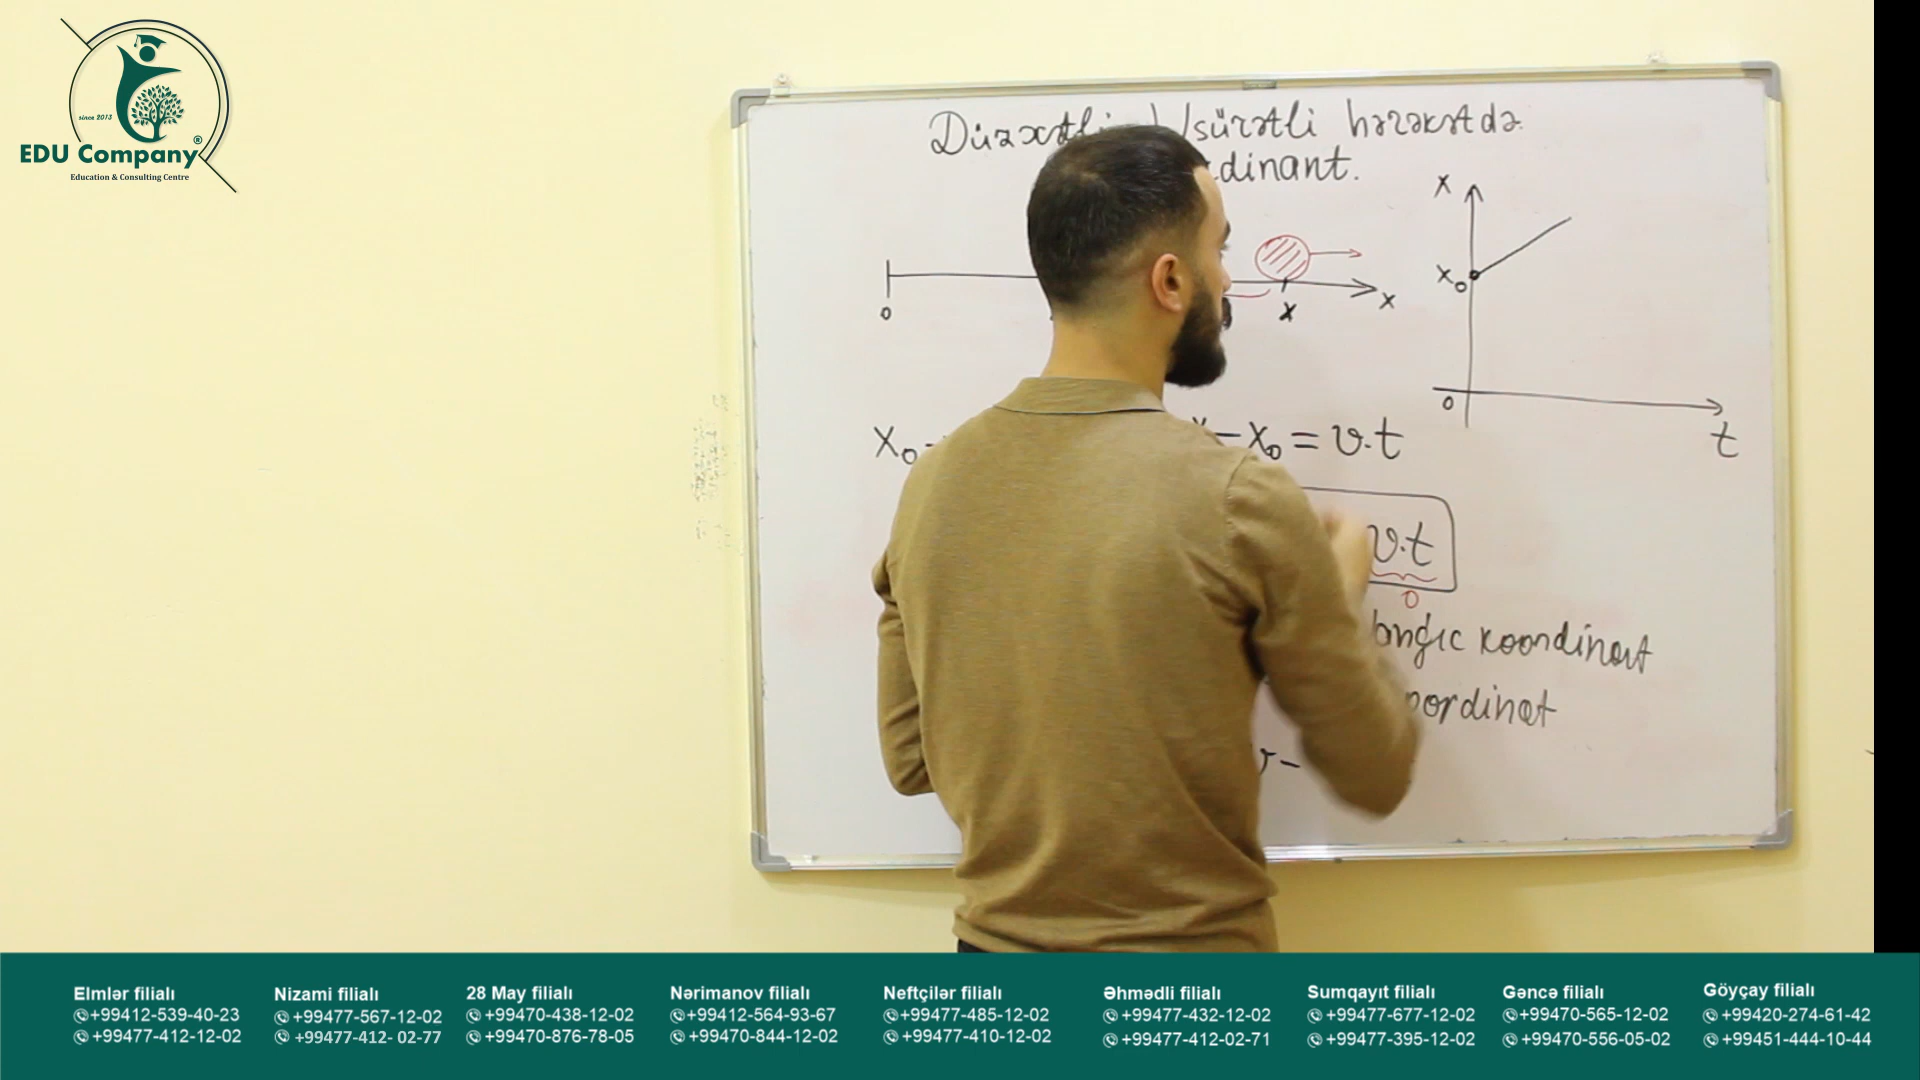 since 2013
EDU Company®
Education & Consulting Centre
sürətli hərəkətdə.
x
x₀
0
t
0
x
x
x₀
x₀ = v.t
v.t
0
koordinat
v-
Elmlər filialı
+99412-539-40-23
+99477-412-12-02
Nizami filialı
+99477-567-12-02
+99477-412- 02-77
28 May filialı
+99470-438-12-02
+99470-876-78-05
Nərimanov filialı
+99412-564-93-67
+99470-844-12-02
Neftçilər filialı
+99477-485-12-02
+99477-410-12-02
Əhmədli filialı
+99477-432-12-02
+99477-412-02-71
Sumqayıt filialı
+99477-677-12-02
+99477-395-12-02
Gəncə filialı
+99470-565-12-02
+99470-556-05-02
Göyçay filialı
+99420-274-61-42
+99451-444-10-44